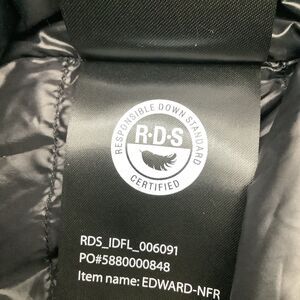 RESPONSIBLE DOWN STANDARD
R·D·S
CERTIFIED
RDS_IDFL_006091
PO#5880000848
Item name: EDWARD-NFR